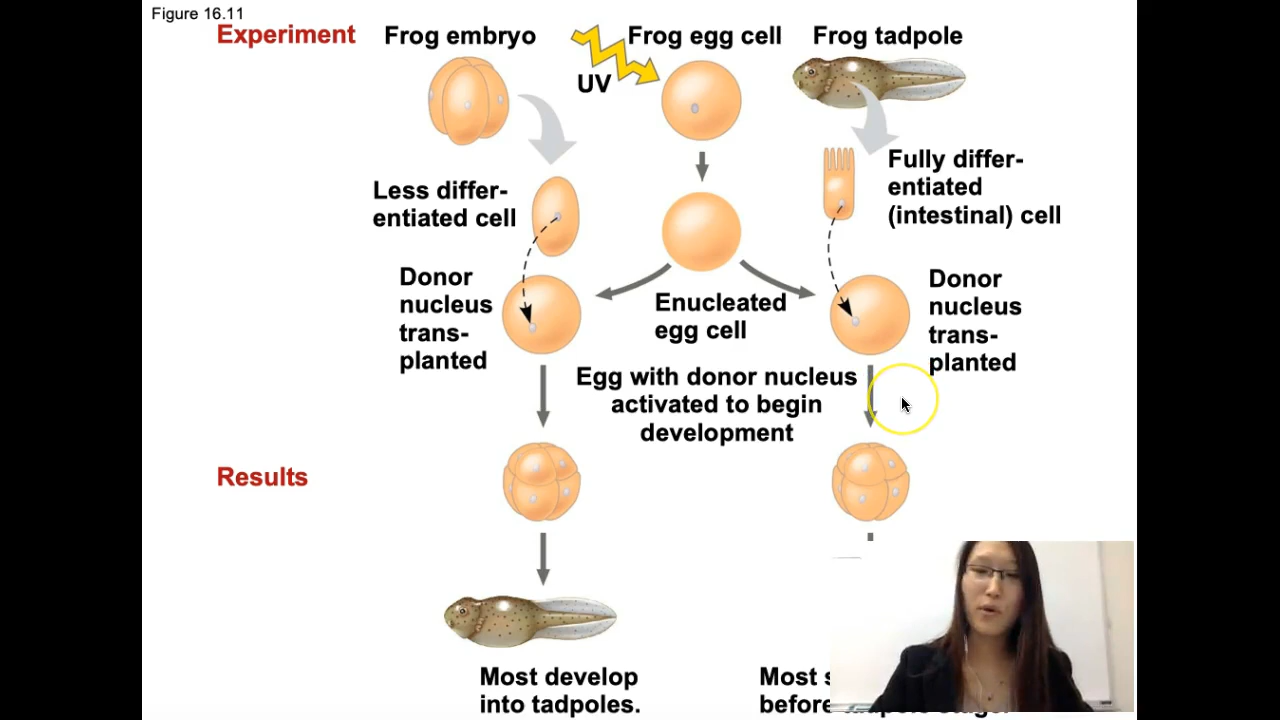 Figure 16.11
Experiment
Frog embryo
UV
Frog egg cell
Frog tadpole
Less differ-
entiated cell
Fully differ-
entiated
(intestinal) cell
Donor
nucleus
trans-
planted
Enucleated
egg cell
Donor
nucleus
trans-
planted
Egg with donor nucleus
activated to begin
development
Results
Most develop
into tadpoles.
Most
before